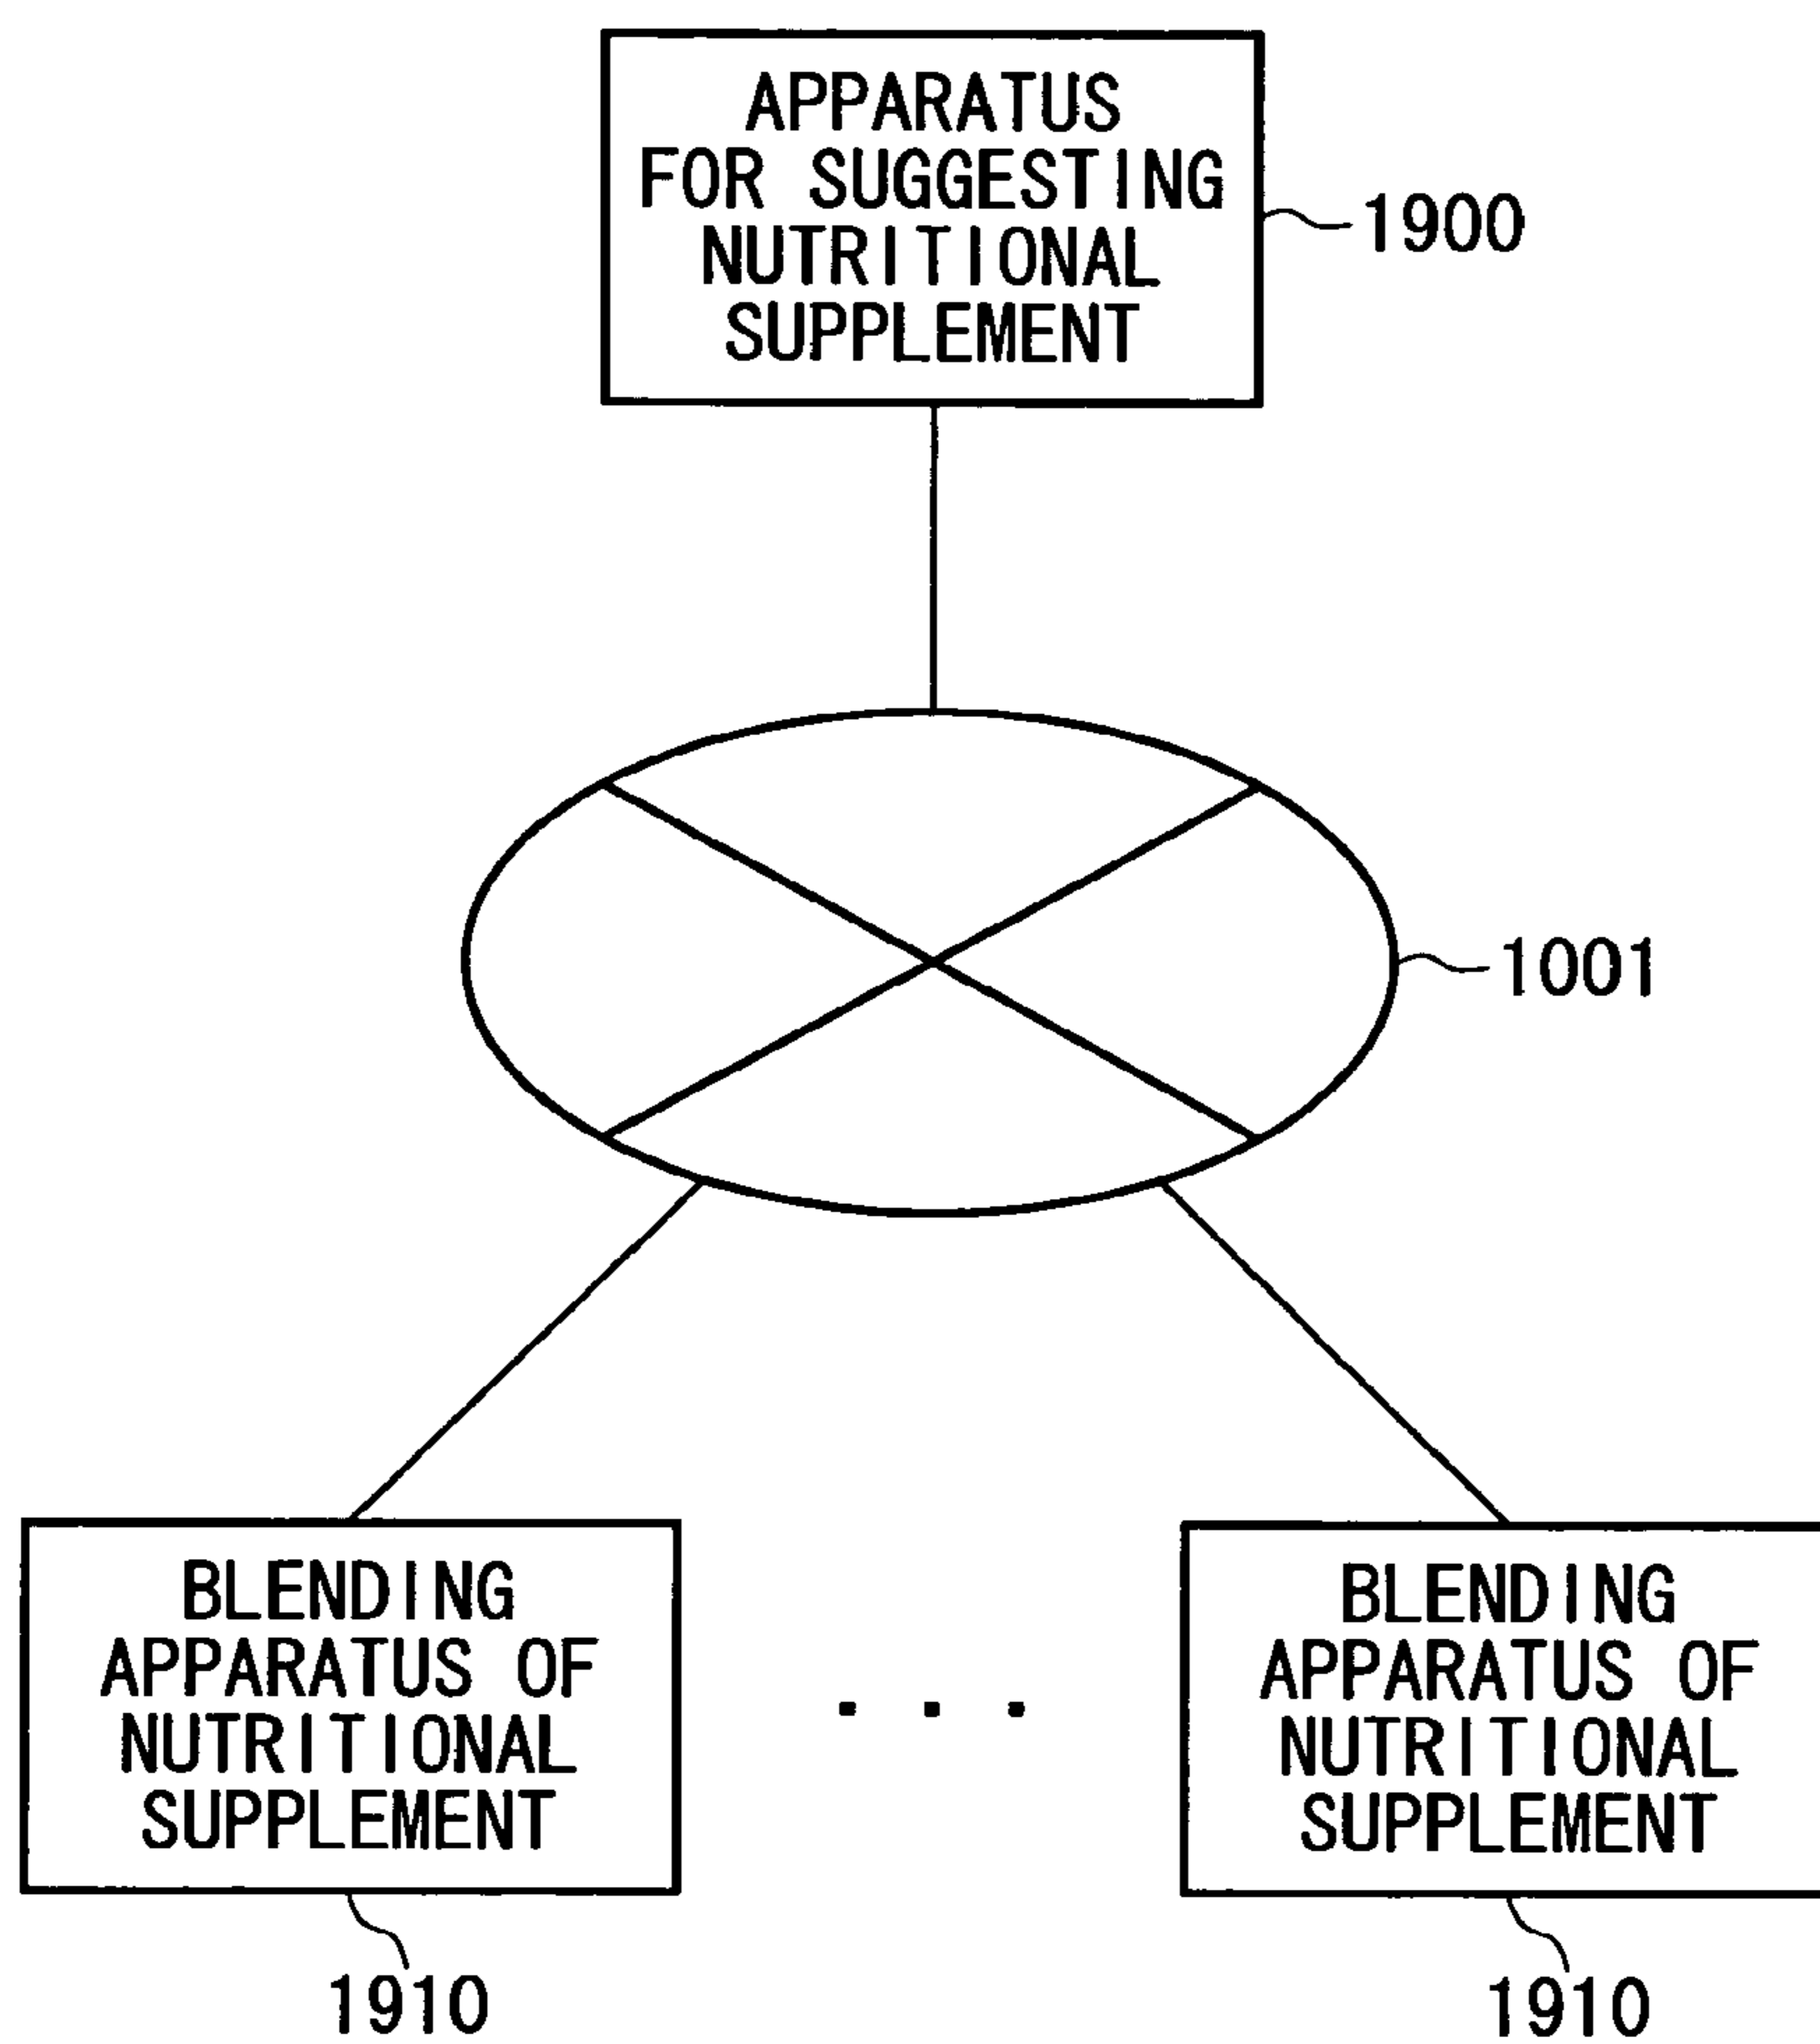 APPARATUS
FOR SUGGESTING
NUTRITIONAL
SUPPLEMENT
1900
1001
BLENDING
APPARATUS OF
NUTRITIONAL
SUPPLEMENT
1910
BLENDING
APPARATUS OF
NUTRITIONAL
SUPPLEMENT
1910